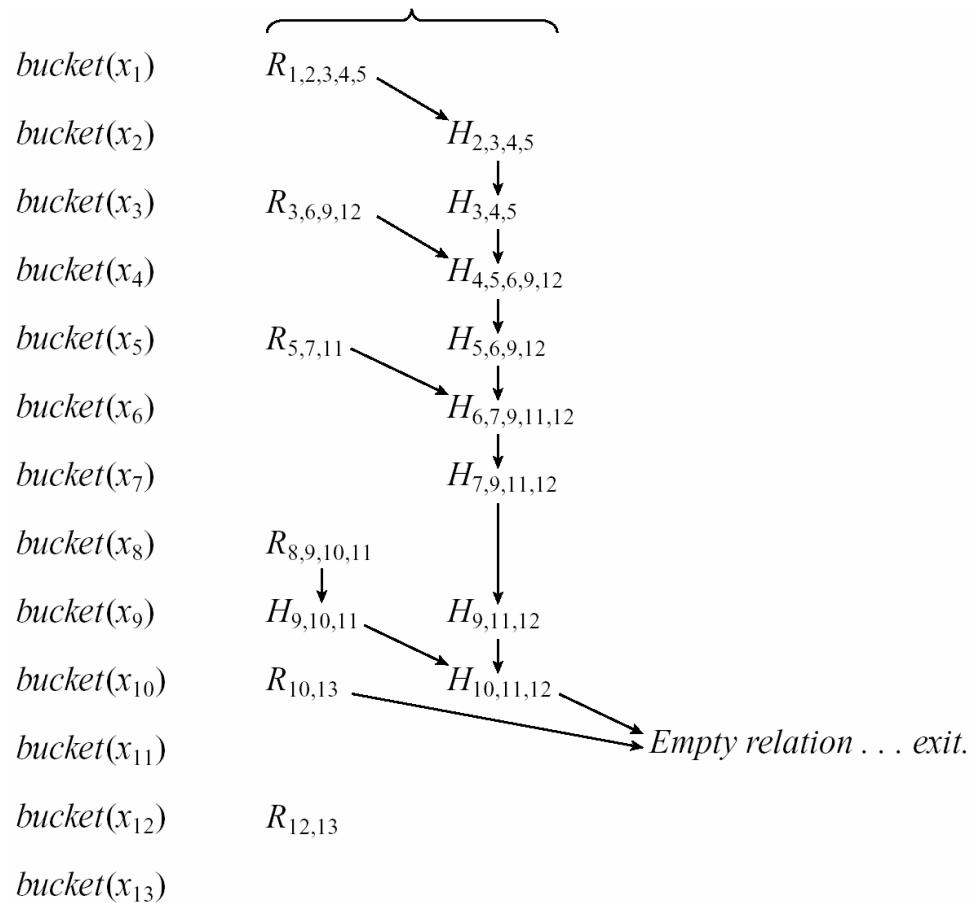 bucket(x₁) R₁,₂,₃,₄,₅
bucket(x₂) H₂,₃,₄,₅
bucket(x₃) R₃,₆,₉,₁₂ H₃,₄,₅
bucket(x₄) H₄,₅,₆,₉,₁₂
bucket(x₅) R₅,₇,₁₁ H₅,₆,₉,₁₂
bucket(x₆) H₆,₇,₉,₁₁,₁₂
bucket(x₇) H₇,₉,₁₁,₁₂
bucket(x₈) R₈,₉,₁₀,₁₁
bucket(x₉) H₉,₁₀,₁₁ H₉,₁₁,₁₂
bucket(x₁₀) R₁₀,₁₃ H₁₀,₁₁,₁₂
Empty relation . . . exit.
bucket(x₁₁)
bucket(x₁₂) R₁₂,₁₃
bucket(x₁₃)